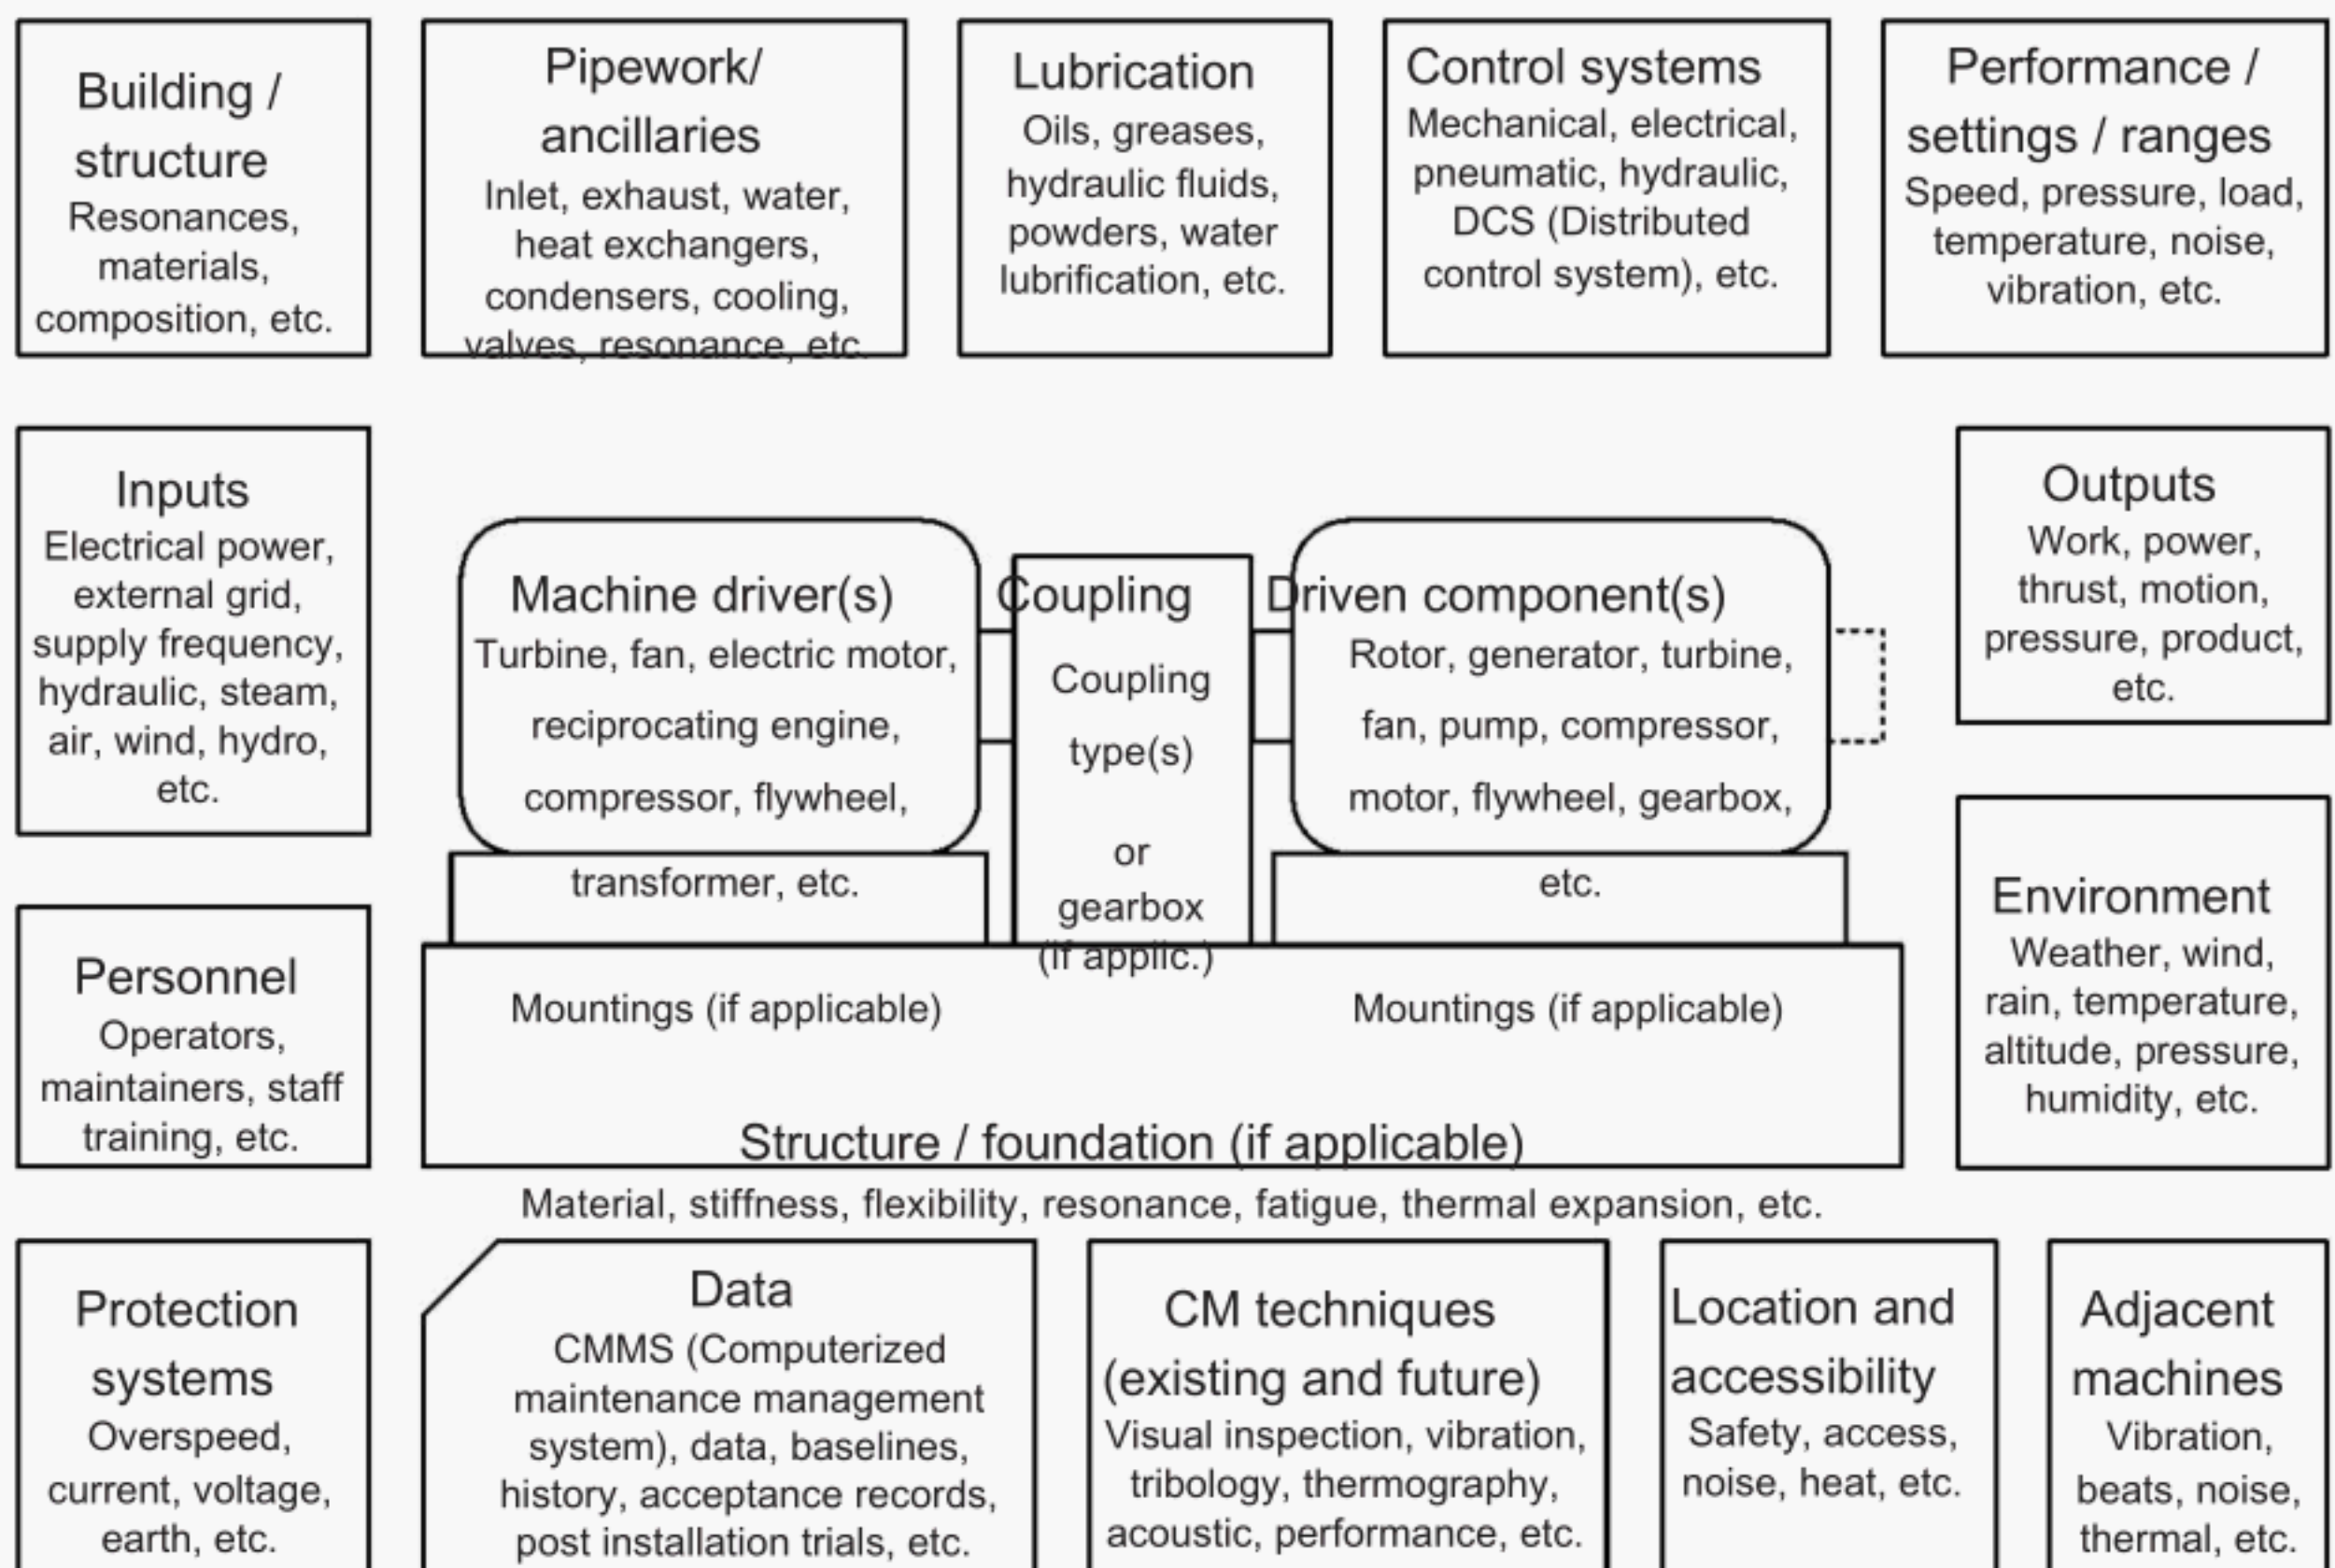 Building /
structure
Resonances,
materials,
composition, etc.
Pipework/
ancillaries
Inlet, exhaust, water,
heat exchangers,
condensers, cooling,
valves, resonance, etc.
Lubrication
Oils, greases,
hydraulic fluids,
powders, water
lubrification, etc.
Control systems
Mechanical, electrical,
pneumatic, hydraulic,
DCS (Distributed
control system), etc.
Performance /
settings / ranges
Speed, pressure, load,
temperature, noise,
vibration, etc.
Inputs
Electrical power,
external grid,
supply frequency,
hydraulic, steam,
air, wind, hydro,
etc.
Machine driver(s)
Turbine, fan, electric motor,
reciprocating engine,
compressor, flywheel,
transformer, etc.
Coupling
Coupling
type(s)
or
gearbox
(if applic.)
Driven component(s)
Rotor, generator, turbine,
fan, pump, compressor,
motor, flywheel, gearbox,
etc.
Outputs
Work, power,
thrust, motion,
pressure, product,
etc.
Personnel
Operators,
maintainers, staff
training, etc.
Mountings (if applicable)
Mountings (if applicable)
Structure / foundation (if applicable)
Material, stiffness, flexibility, resonance, fatigue, thermal expansion, etc.
Environment
Weather, wind,
rain, temperature,
altitude, pressure,
humidity, etc.
Protection
systems
Overspeed,
current, voltage,
earth, etc.
Data
CMMS (Computerized
maintenance management
system), data, baselines,
history, acceptance records,
post installation trials, etc.
CM techniques
(existing and future)
Visual inspection, vibration,
tribology, thermography,
acoustic, performance, etc.
Location and
accessibility
Safety, access,
noise, heat, etc.
Adjacent
machines
Vibration,
beats, noise,
thermal, etc.